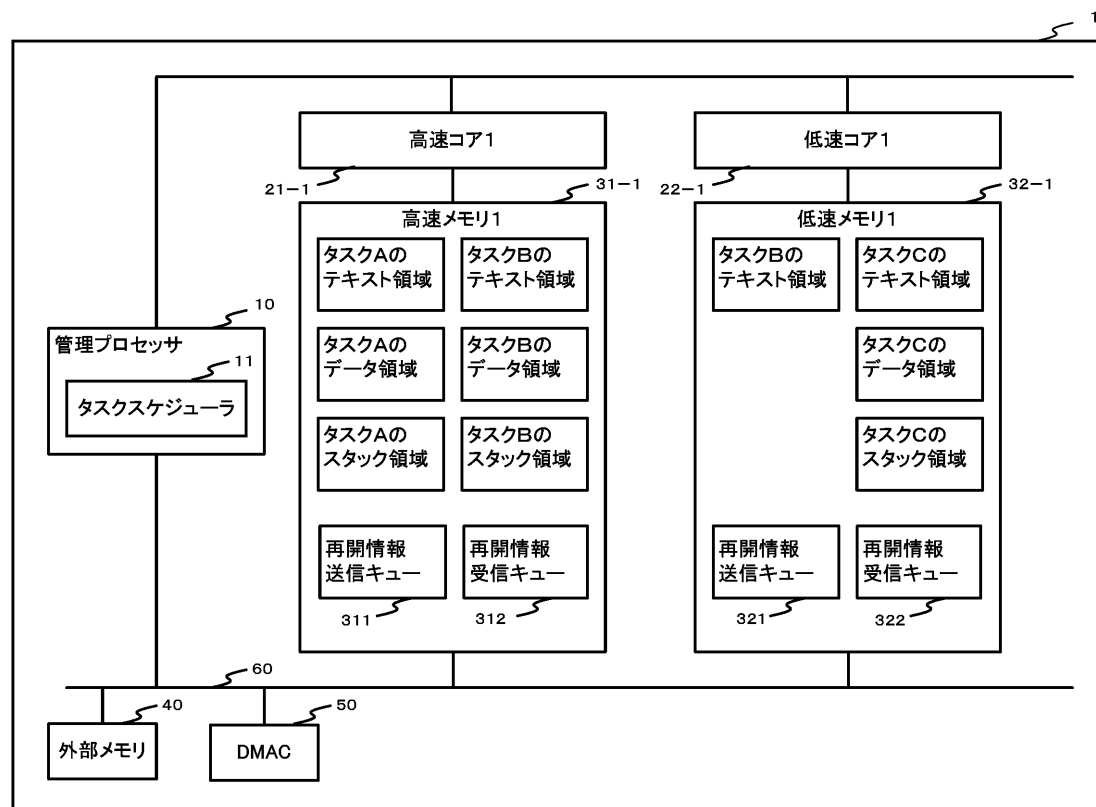 1
高速コア1
低速コア1
21-1
31-1
22-1
32-1
高速メモリ1
低速メモリ1
タスクAの
テキスト領域
タスクBの
テキスト領域
タスクBの
テキスト領域
タスクCの
テキスト領域
10
管理プロセッサ
11
タスクスケジューラ
タスクAの
データ領域
タスクBの
データ領域
タスクCの
データ領域
タスクAの
スタック領域
タスクBの
スタック領域
タスクCの
スタック領域
再開情報
送信キュー
再開情報
受信キュー
再開情報
送信キュー
再開情報
受信キュー
311
312
321
322
60
40
50
外部メモリ
DMAC